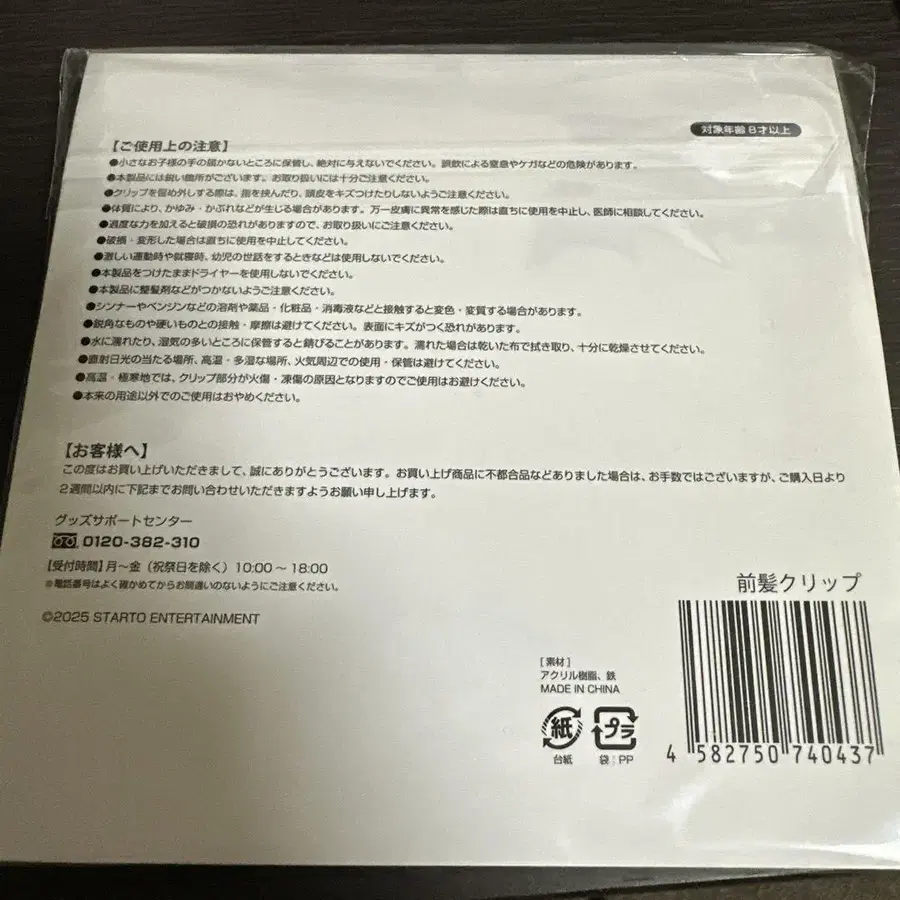 対象年齢8才以上
【ご使用上の注意】
●小さなお子様の手の届かないところに保管し、絶対に与えないでください。誤飲による窒息やケガなどの危険があります。
●本製品には鋭い箇所がございます。お取り扱いには十分ご注意ください。
●クリップを留め外しする際は、指を挟んだり、頭皮をキズつけたりしないようご注意ください。
●体質により、かゆみ・かぶれなどが生じる場合があります。万一皮膚に異常を感じた際は直ちに使用を中止し、医師に相談してください。
●過度な力を加えると破損の恐れがありますので、お取り扱いにご注意ください。
●破損・変形した場合は直ちに使用を中止してください。
●激しい運動時や就寝時、幼児の世話をするときなどは使用しないでください。
●本製品をつけたままドライヤーを使用しないでください。
●本製品に整髪剤などがつかないようご注意ください。
●シンナーやベンジンなどの溶剤や薬品・化粧品・消毒液などと接触すると変色・変質する場合があります。
●鋭角なものや硬いものとの接触・摩擦は避けてください。表面にキズがつく恐れがあります。
●水に濡れたり、湿気の多いところに保管すると錆びることがあります。濡れた場合は乾いた布で拭き取り、十分に乾燥させてください。
●直射日光の当たる場所、高温・多湿な場所、火気周辺での使用・保管は避けてください。
●高温・極寒地では、クリップ部分が火傷・凍傷の原因となりますのでご使用はお避けください。
●本来の用途以外でのご使用はおやめください。
【お客様へ】
この度はお買い上げいただきまして、誠にありがとうございます。お買い上げ商品に不都合品などありました場合は、お手数ではございますが、ご購入日より
2週間以内に下記までお問い合わせいただきますようお願い申し上げます。
グッズサポートセンター
0120-382-310
【受付時間】月～金（祝祭日を除く）10:00～18:00
※電話番号はよく確かめてからお間違いのないようにご注意ください。
©2025 STARTO ENTERTAINMENT
前髪クリップ
[素材]
アクリル樹脂、鉄
MADE IN CHINA
紙 プラ
台紙 袋：PP
4 582750 740437